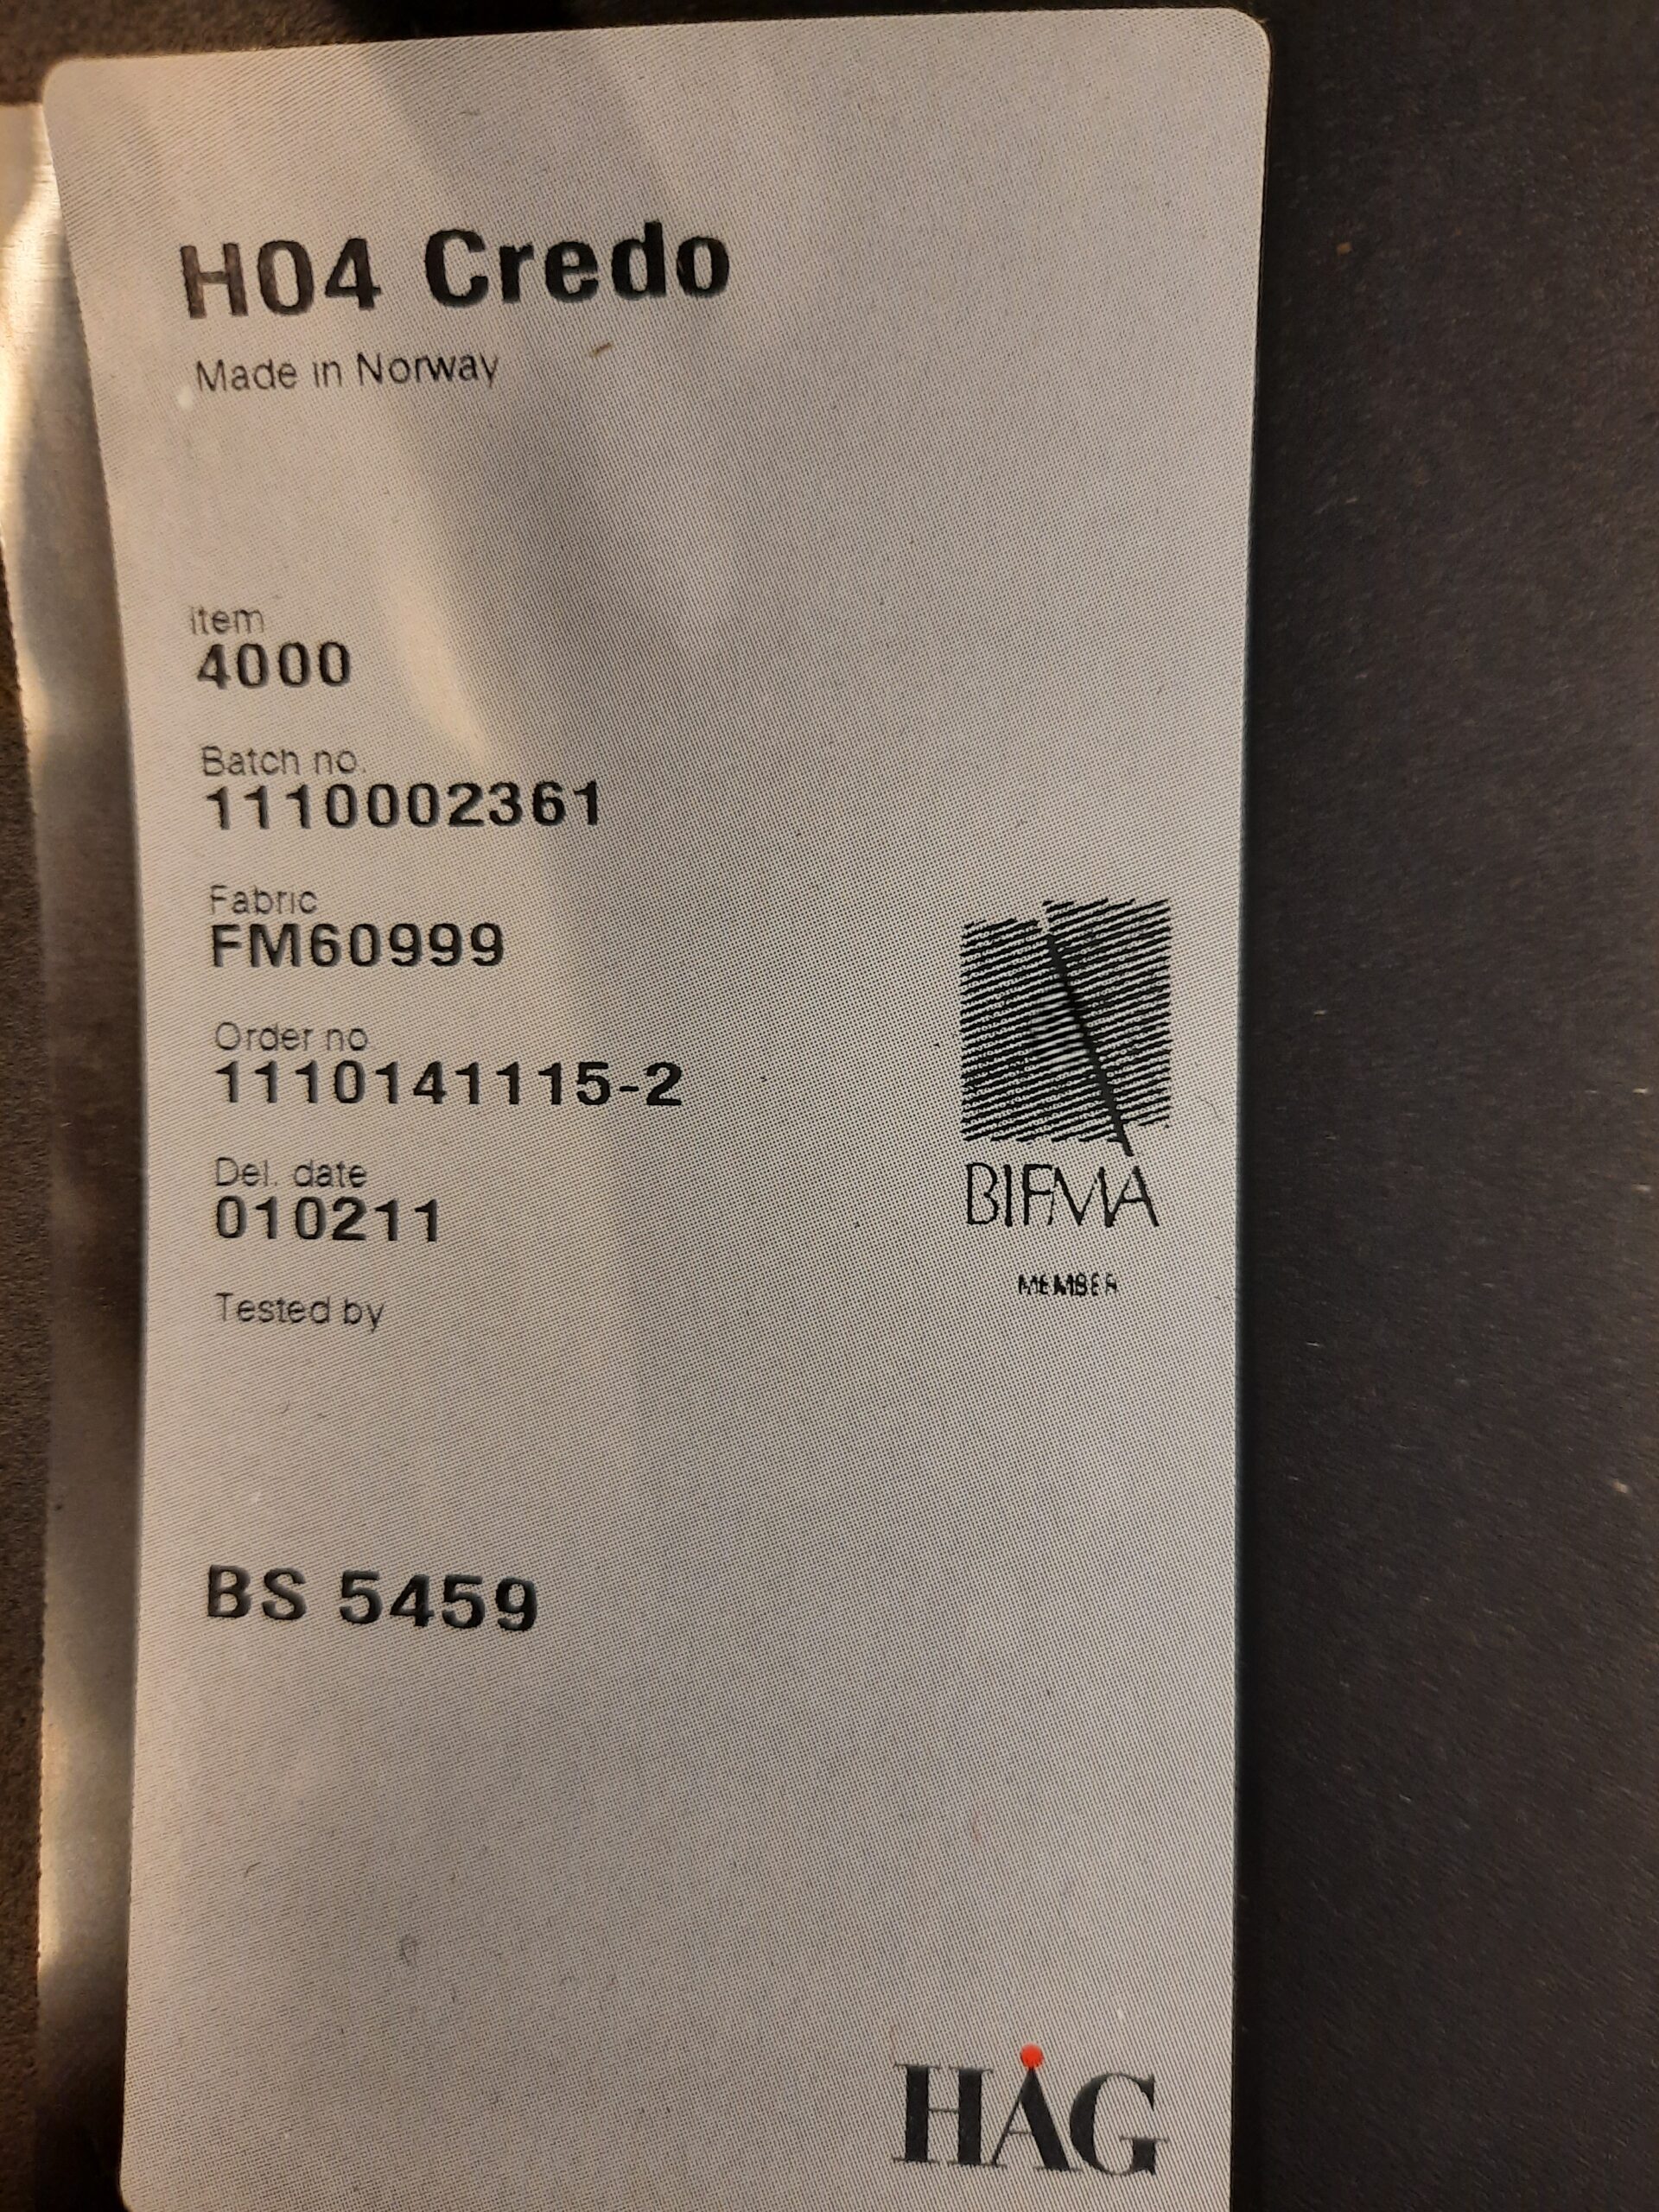 H04 Credo
Made in Norway
Item
4000
Batch no.
1110002361
Fabric
FM60999
Order no
1110141115-2
Del. date
010211
Tested by
BIFMA
MEMBER
BS 5459
HÅG